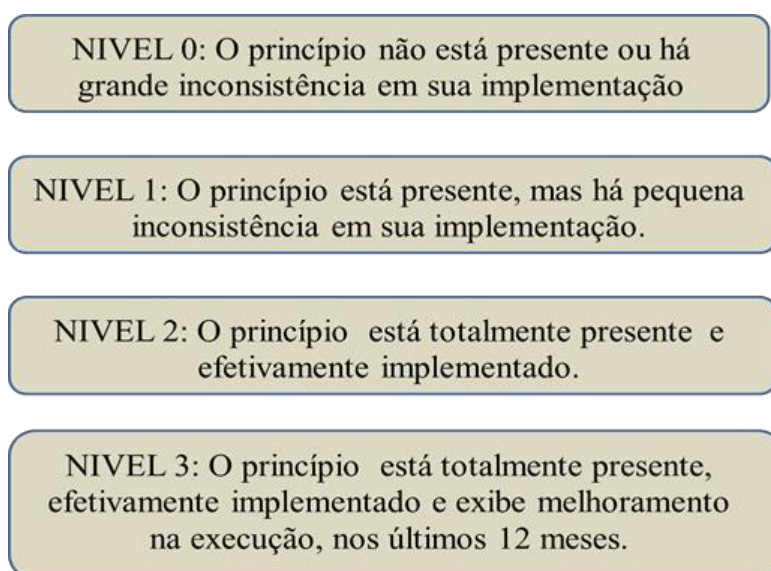 NIVEL 0: O princípio não está presente ou há
grande inconsistência em sua implementação
NIVEL 1: O princípio está presente, mas há pequena
inconsistência em sua implementação.
NIVEL 2: O princípio está totalmente presente e
efetivamente implementado.
NIVEL 3: O princípio está totalmente presente,
efetivamente implementado e exibe melhoramento
na execução, nos últimos 12 meses.